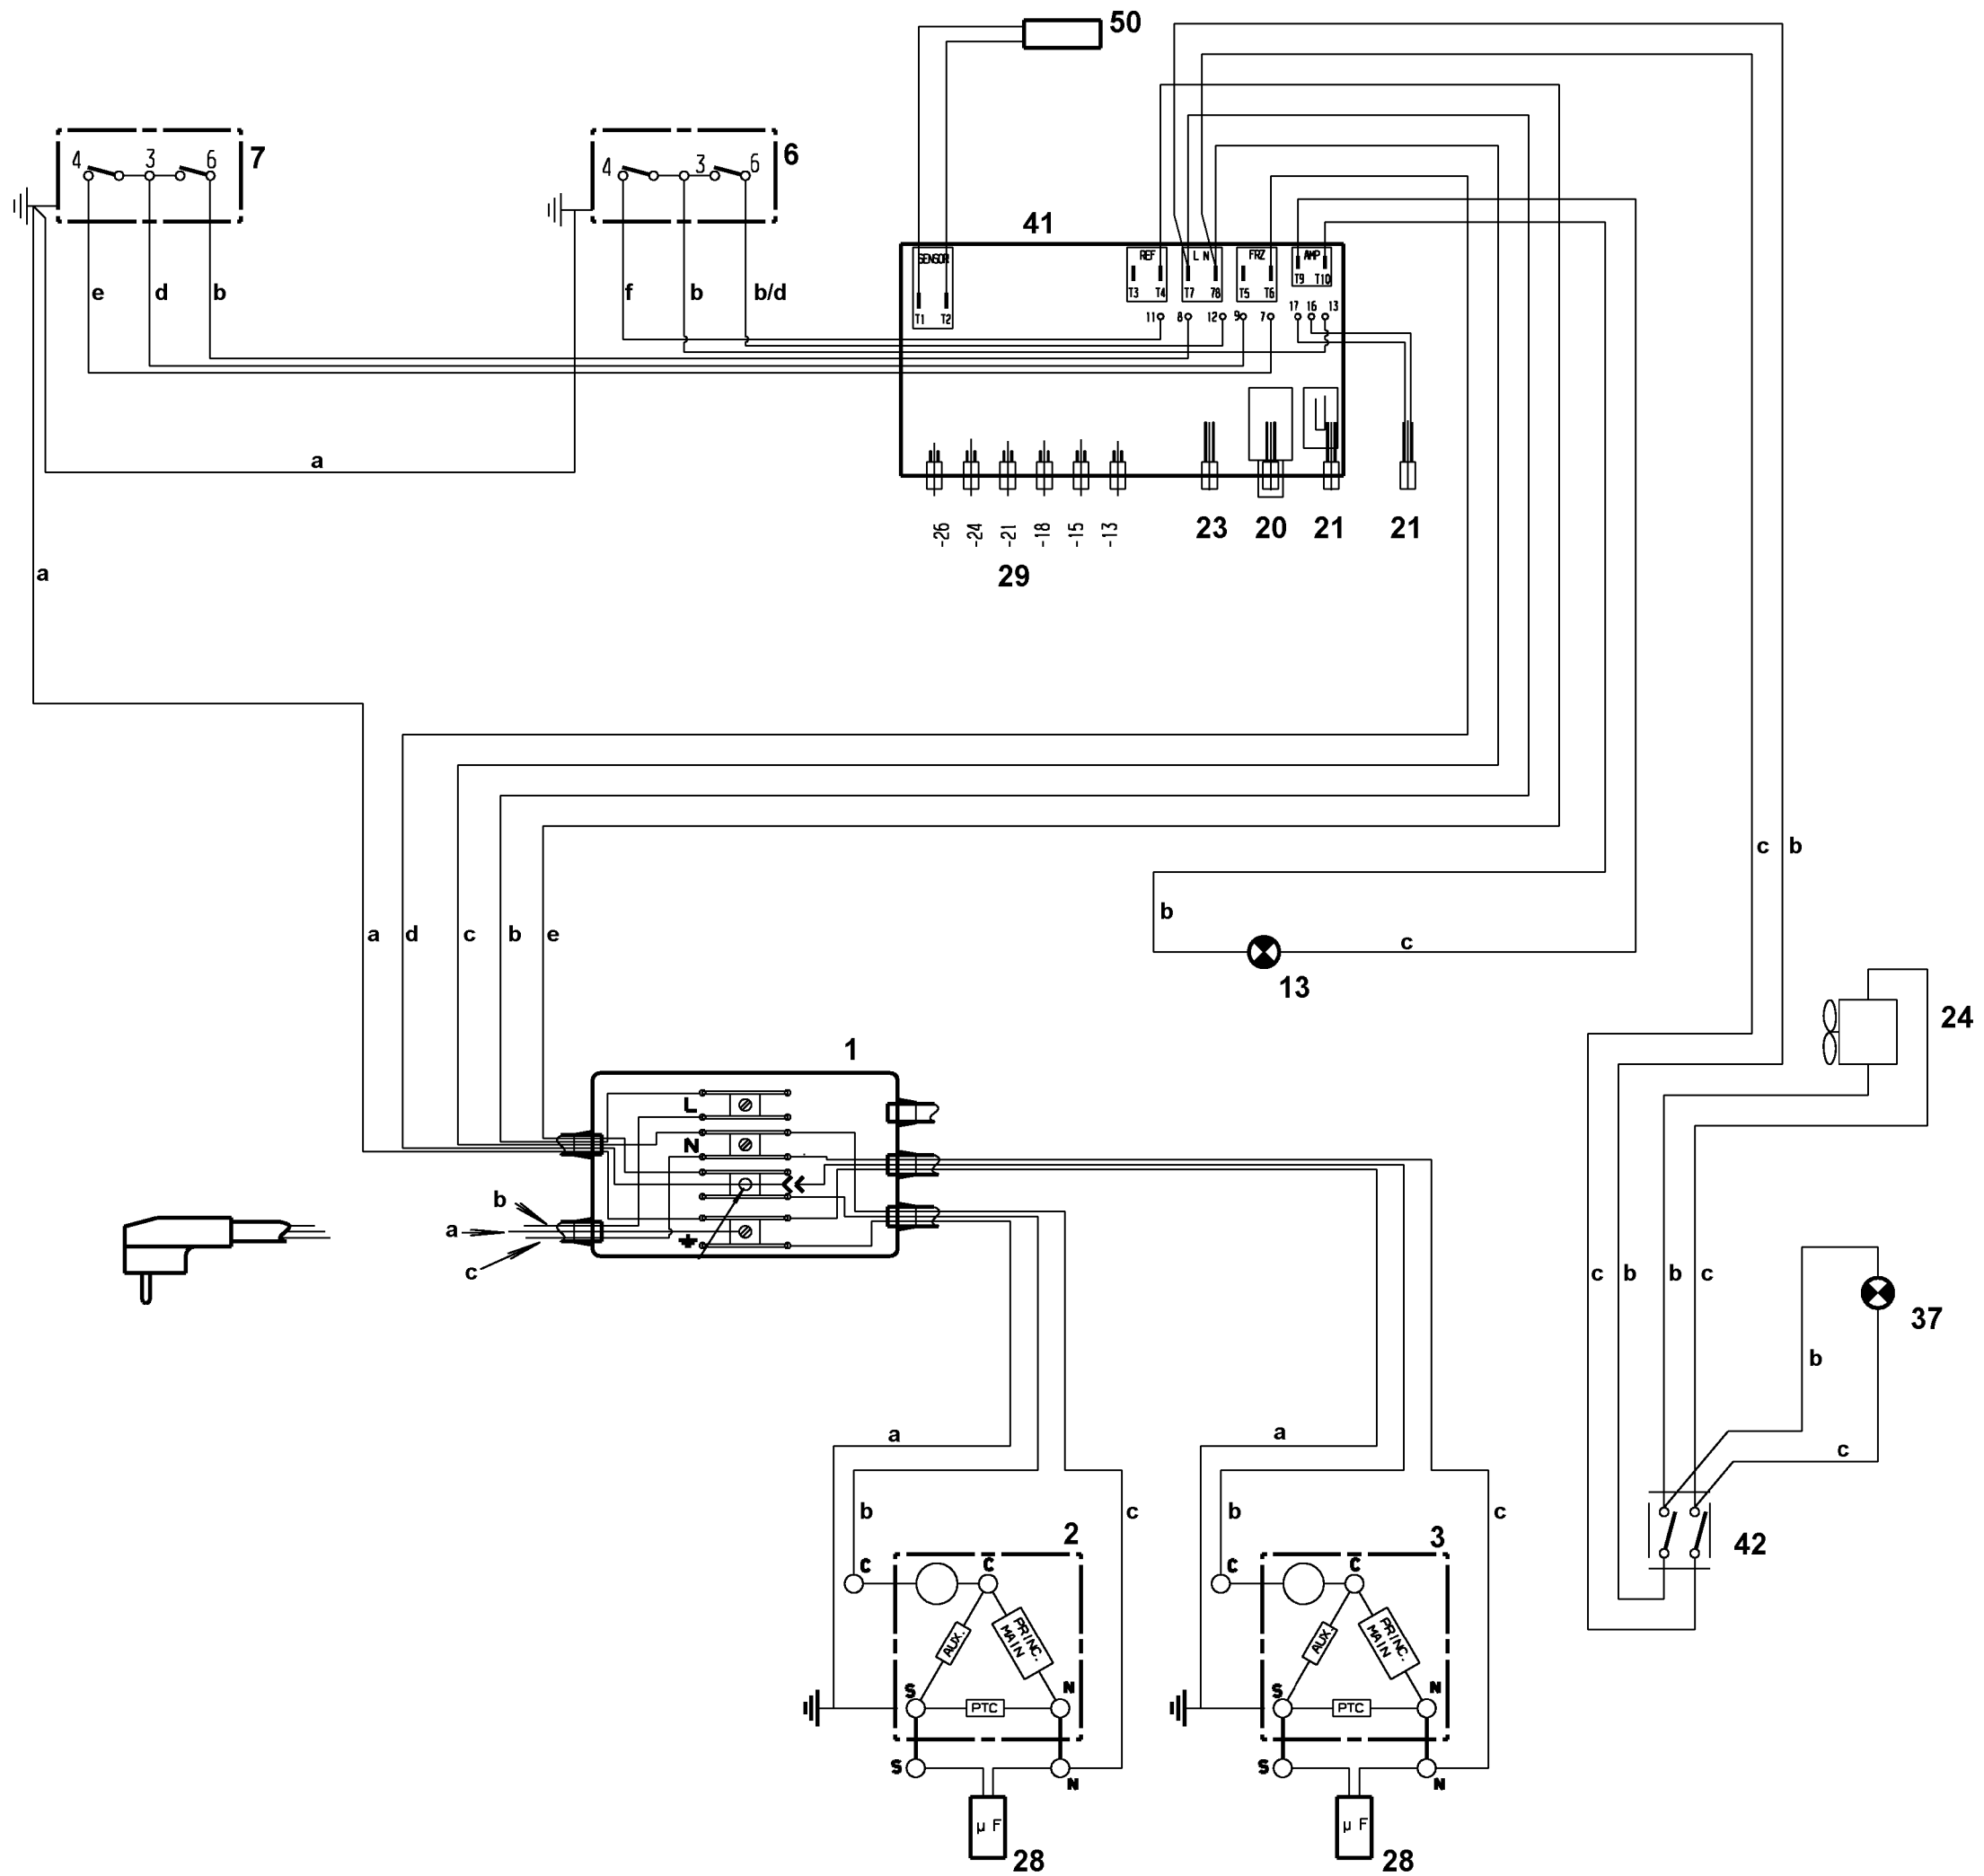 50
7
4 3 6
6
4 3 6
41
SENSOR
REF
L N
FRZ
AMP
T1 T2
T3 T4
T7 78
T5 T6
T9 T10
11 8 12 9 7 17 16 13
e d b
f b b/d
a
a
-26 -24 -21 -18 -15 -13
29
23 20 21 21
c b
a d c b e
b
c
13
24
1
L
N
b
a
c
c b b c
37
b
c
42
a
b
c
2
C C
AUX.
PRINC.
MAIN
S
N
PTC
S
N
µ F
28
a
b
c
3
C C
AUX.
PRINC.
MAIN
S
N
PTC
S
N
µ F
28